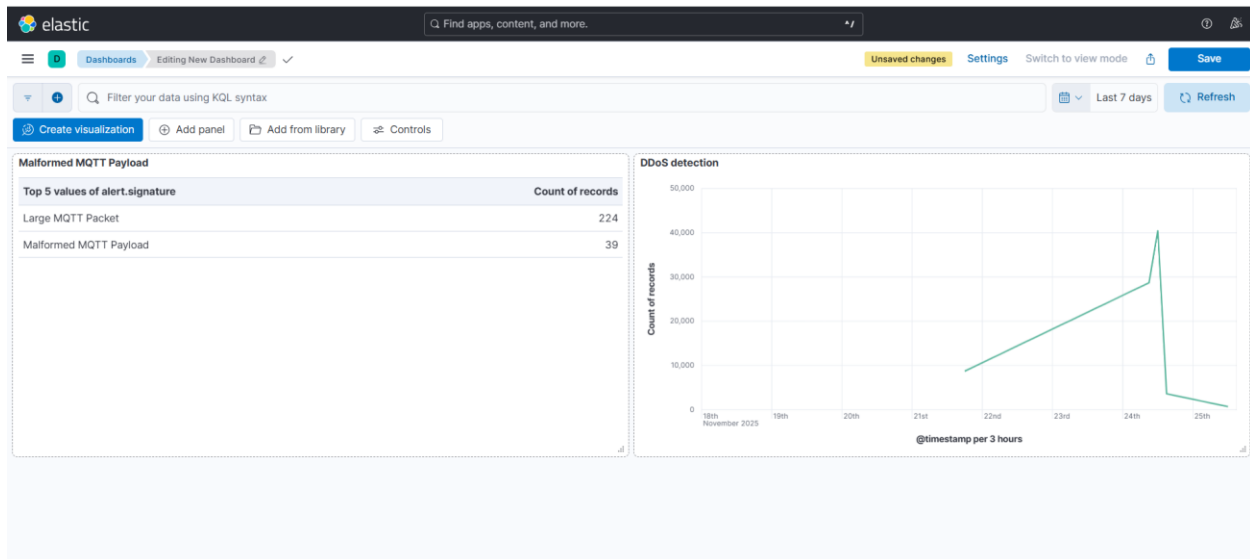 elastic
Find apps, content, and more.
^/
D
Dashboards
Editing New Dashboard
Unsaved changes
Settings
Switch to view mode
Save
Filter your data using KQL syntax
Last 7 days
Refresh
Create visualization
Add panel
Add from library
Controls
Malformed MQTT Payload
Top 5 values of alert.signature Count of records
Large MQTT Packet 224
Malformed MQTT Payload 39
DDoS detection
Count of records
50,000
40,000
30,000
20,000
10,000
0
18th 19th 20th 21st 22nd 23rd 24th 25th
November 2025
@timestamp per 3 hours